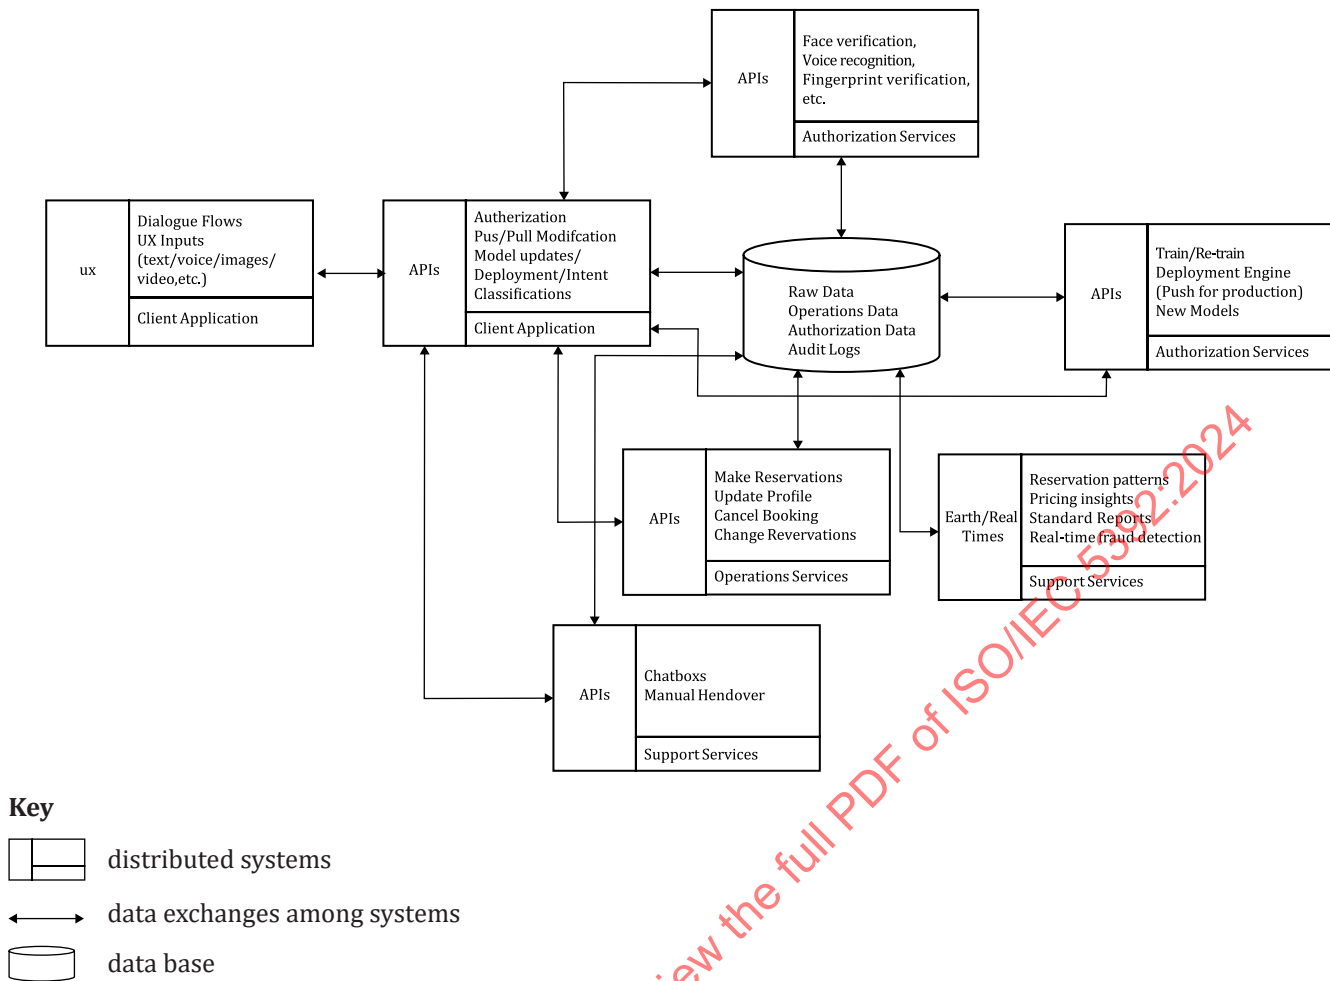 APIs
Face verification,
Voice recognition,
Fingerprint verification,
etc.
Authorization Services
ux
Dialogue Flows
UX Inputs
(text/voice/images/
video,etc.)
Client Application
APIs
Autherization
Pus/Pull Modifcation
Model updates/
Deployment/Intent
Classifications
Client Application
Raw Data
Operations Data
Authorization Data
Audit Logs
APIs
Train/Re-train
Deployment Engine
(Push for production)
New Models
Authorization Services
APIs
Make Reservations
Update Profile
Cancel Booking
Change Revervations
Operations Services
Earth/Real
Times
Reservation patterns
Pricing insights
Standard Reports
Real-time fraud detection
Support Services
APIs
Chatboxs
Manual Hendover
Support Services
Key
distributed systems
data exchanges among systems
data base
the full PDF of ISO/IEC 5392:2024